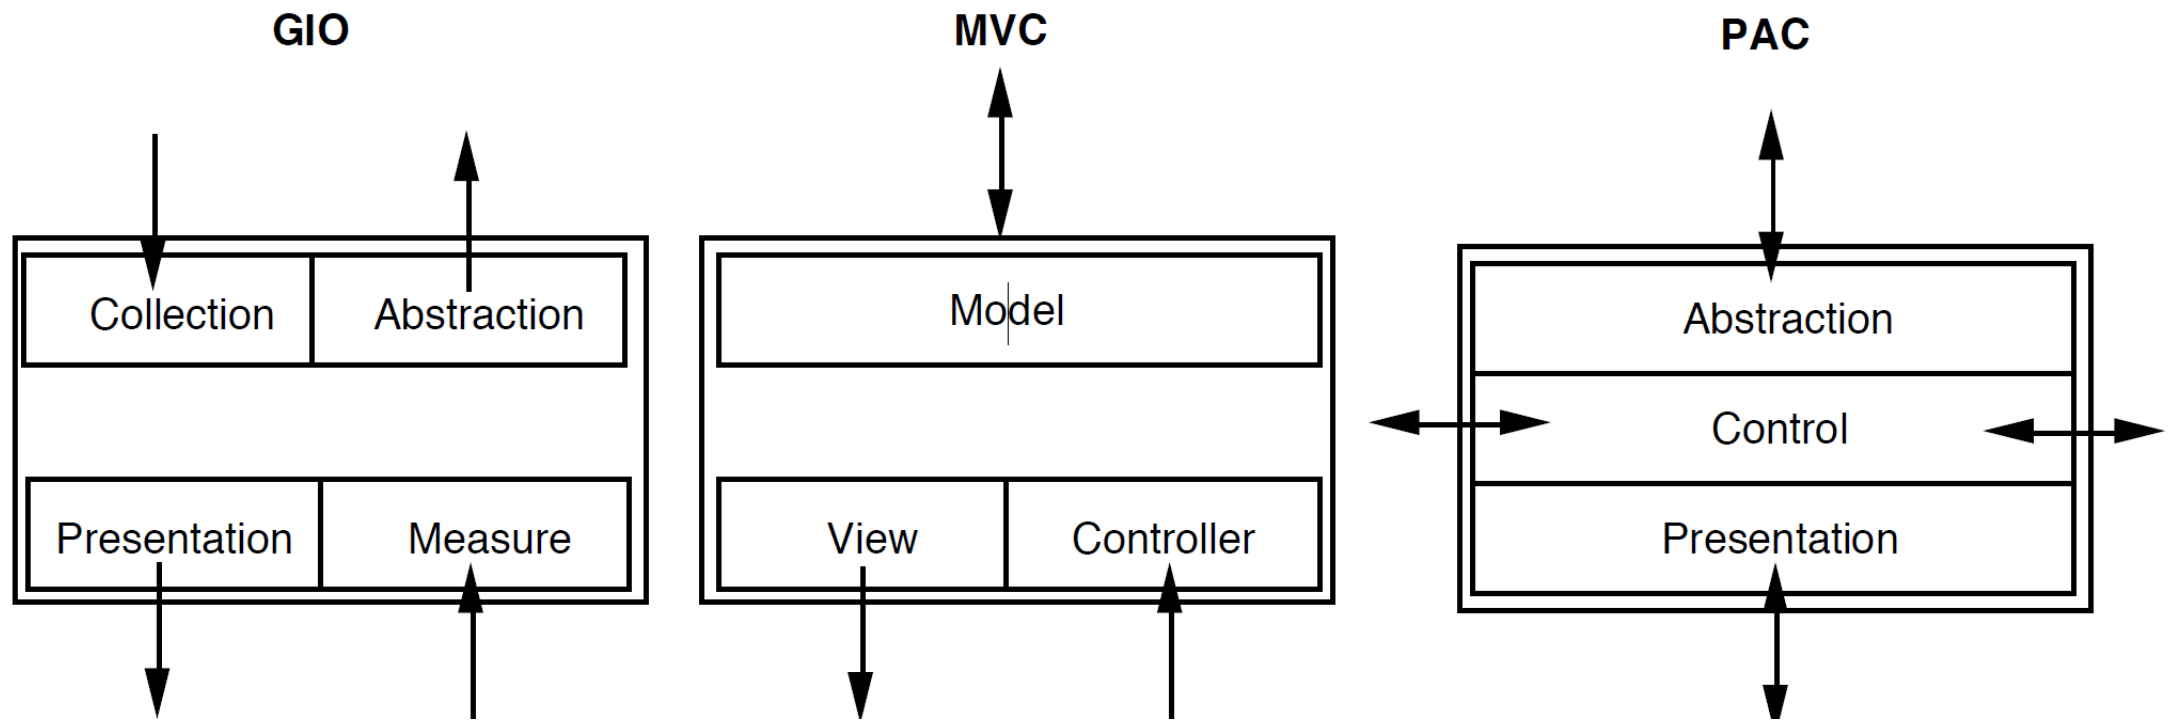 GIO
Collection Abstraction
Presentation Measure
MVC
Model
View Controller
PAC
Abstraction
Control
Presentation